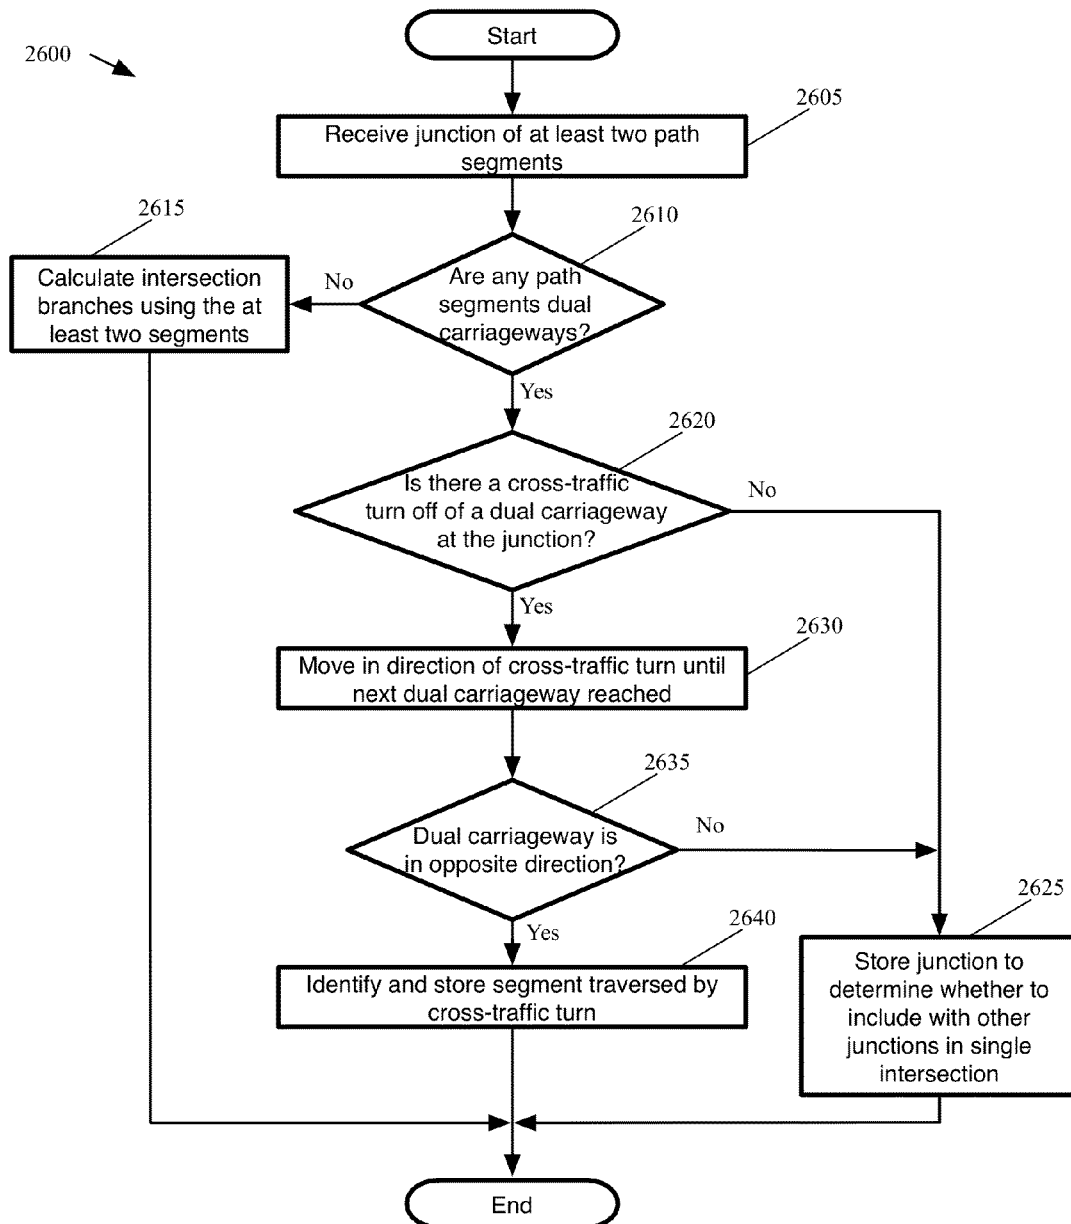 Start
2600
2605
Receive junction of at least two path
segments
2615
2610
Calculate intersection
branches using the at
least two segments
No
Are any path
segments dual
carriageways?
Yes
2620
Is there a cross-traffic
turn off of a dual carriageway
at the junction?
No
Yes
2630
Move in direction of cross-traffic turn until
next dual carriageway reached
2635
Dual carriageway is
in opposite direction?
No
Yes
2640
2625
Identify and store segment traversed by
cross-traffic turn
Store junction to
determine whether to
include with other
junctions in single
intersection
End